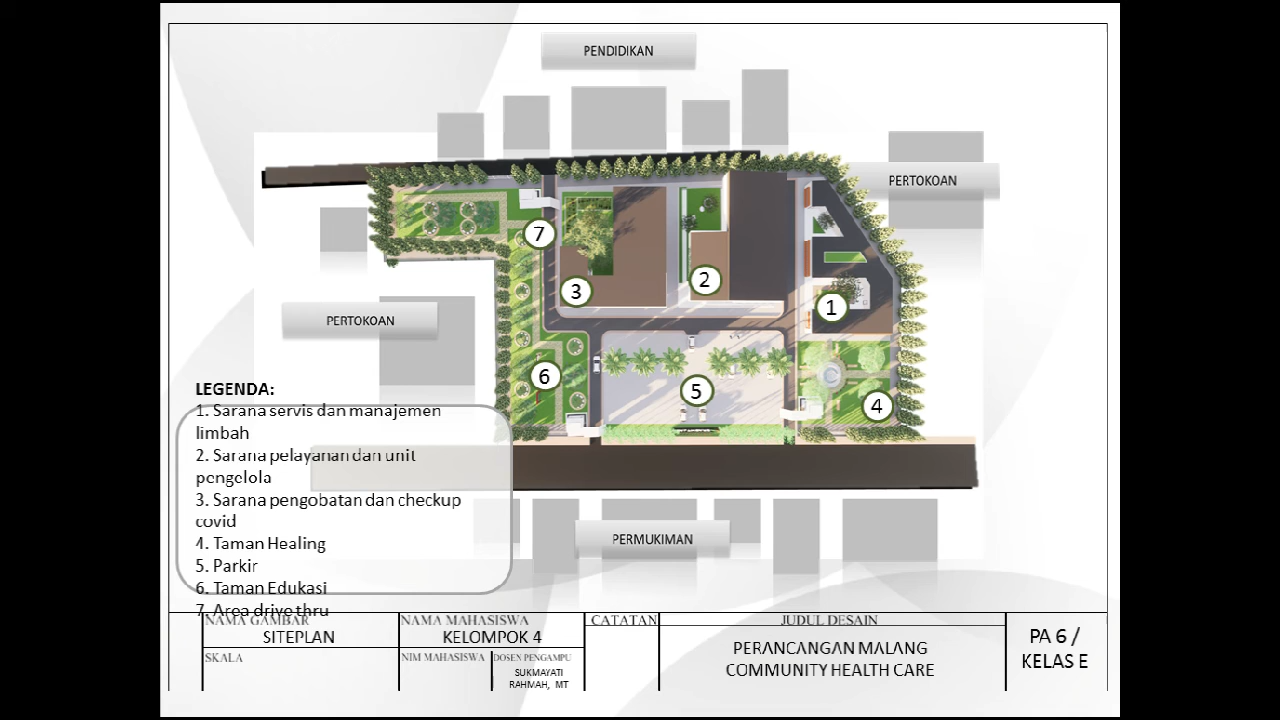 PENDIDIKAN
PERTOKOAN
7
3
2
1
PERTOKOAN
6
5
4
LEGENDA:
1. Sarana servis dan manajemen
limbah
2. Sarana pelayanan dan unit
pengelola
3. Sarana pengobatan dan checkup
covid
4. Taman Healing
5. Parkir
6. Taman Edukasi
7. Area drive thru
PERMUKIMAN
NAMA GAMBAR
SITEPLAN
SKALA
NAMA MAHASISWA
KELOMPOK 4
NIM MAHASISWA
DOSEN PENGAMPU
SUKMAYATI
RAHMAH, MT
CATATAN
JUDUL DESAIN
PERANCANGAN MALANG
COMMUNITY HEALTH CARE
PA 6 /
KELAS E